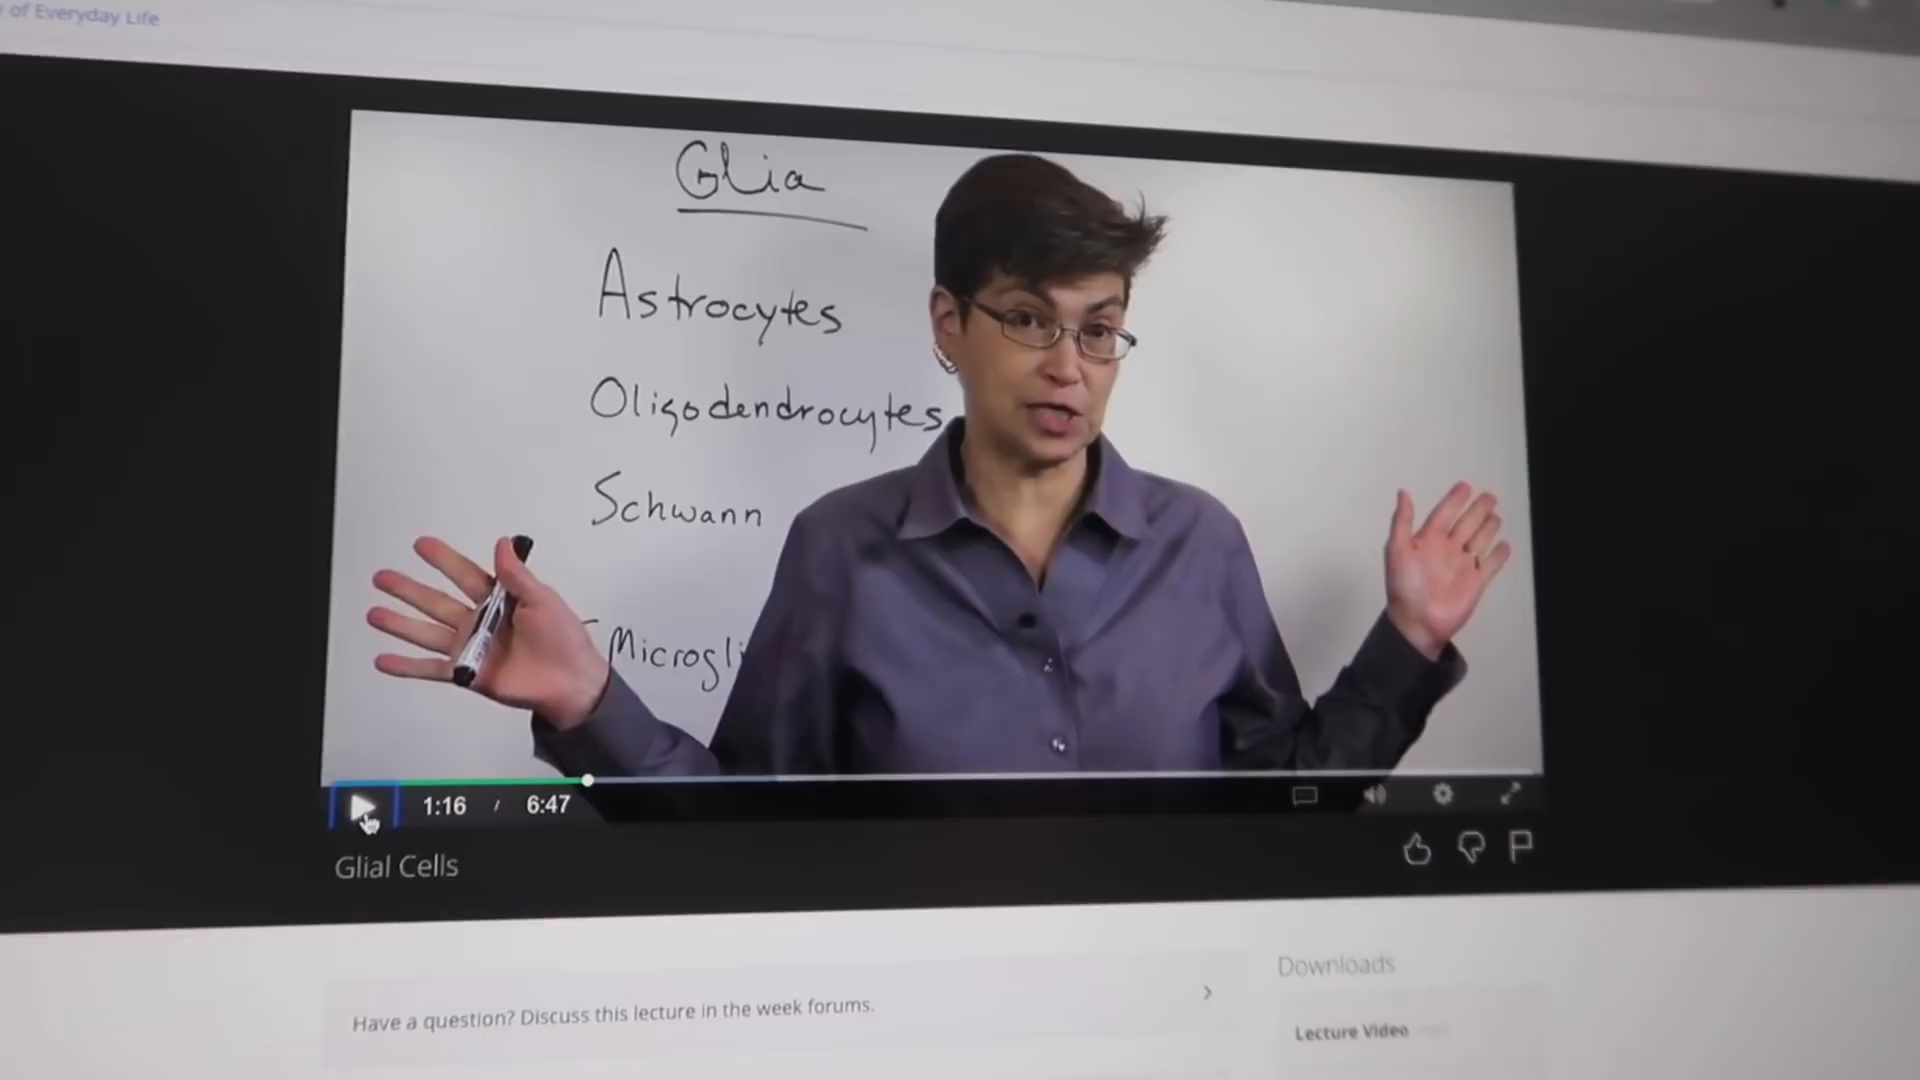 of Everyday Life
Glia
Astrocytes
Oligodendrocytes
Schwann
Microgli
1:16 / 6:47
Glial Cells
Have a question? Discuss this lecture in the week forums.
Downloads
Lecture Video